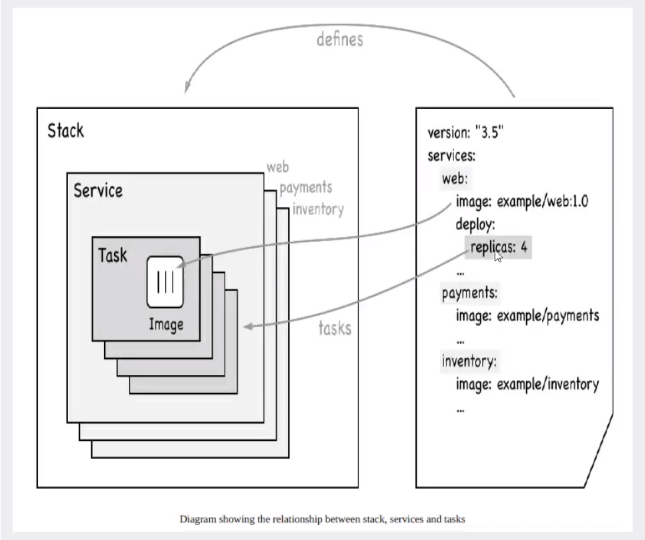 defines
Stack
web
payments
inventory
Service
Task
Image
tasks
version: "3.5"
services:
web:
image: example/web:1.0
deploy:
replicas: 4
...
payments:
image: example/payments
...
inventory:
image: example/inventory
...
Diagram showing the relationship between stack, services and tasks